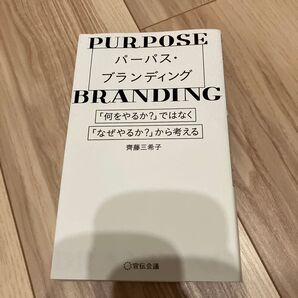 PURPOSE
パーパス・
ブランディング
BRANDING
「何をやるか?」ではなく
「なぜやるか?」から考える
齊藤三希子
宣伝会議